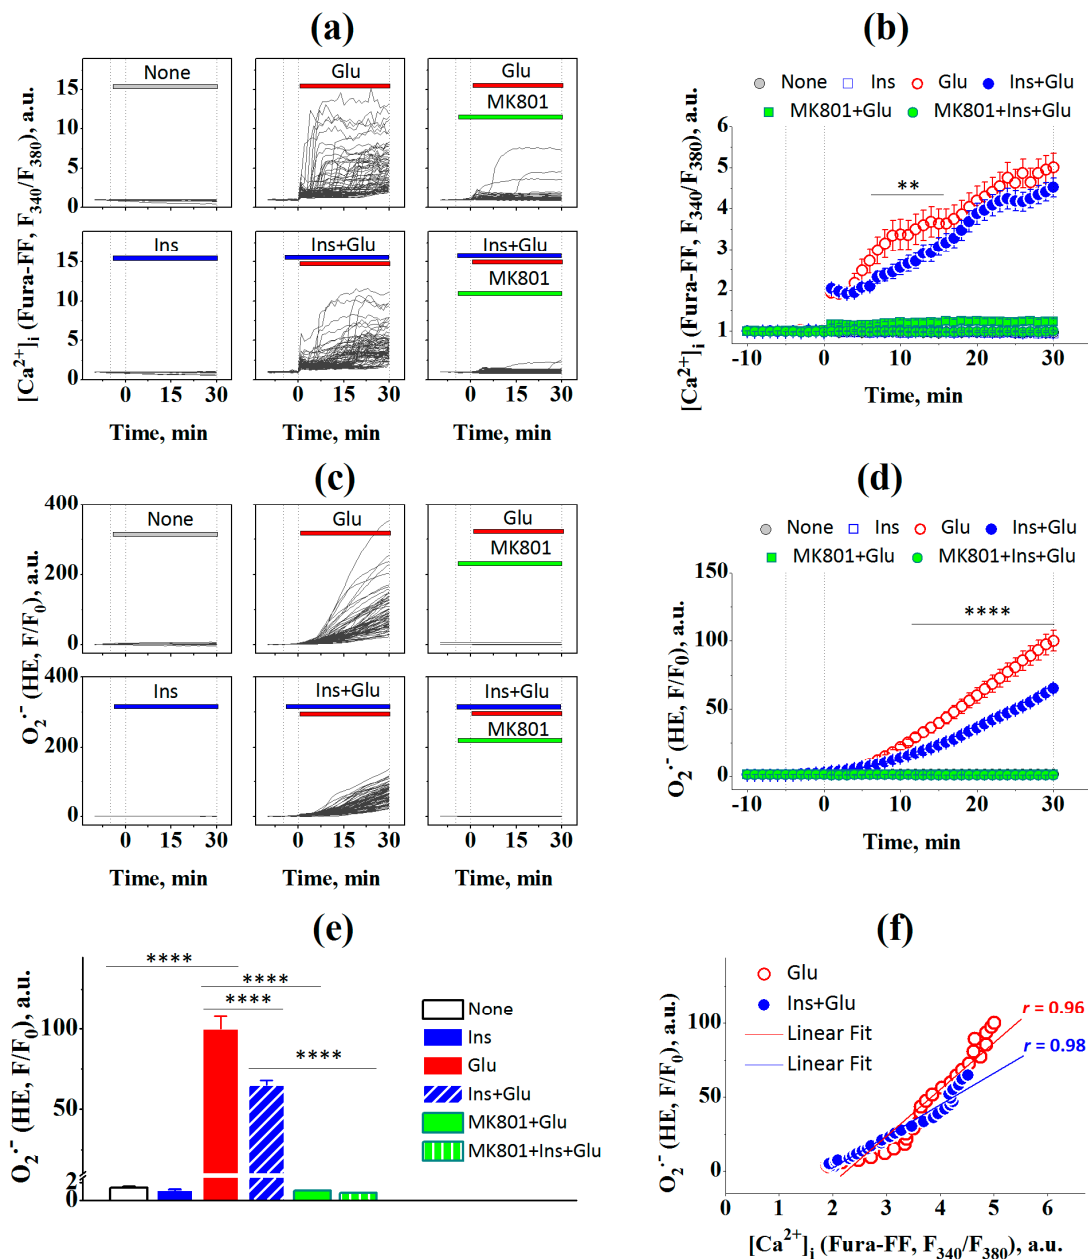 (a)
[Ca2+]i (Fura-FF, F340/F380), a.u.
None
Glu
Glu
MK801
15
10
5
1
Ins
Ins+Glu
Ins+Glu
MK801
15
10
5
1
0 30
0 15 30
0 15 30
Time, min
Time, min
Time, min
(b)
None Ins Glu Ins+Glu
MK801+Glu MK801+Ins+Glu
[Ca2+]i (Fura-FF, F340/F380), a.u.
6
5
4
3
2
1
**
-10 0 10 20 30
Time, min
(c)
O2•- (HE, F/F0), a.u.
400
200
0
None
Glu
Glu
MK801
400
200
0
Ins
Ins+Glu
Ins+Glu
MK801
0 15 30
0 15 30
0 15 30
Time, min
Time, min
Time, min
(d)
None Ins Glu Ins+Glu
MK801+Glu MK801+Ins+Glu
O2•- (HE, F/F0), a.u.
150
100
50
0
****
-10 0 10 20 30
Time, min
(e)
O2•- (HE, F/F0), a.u.
100
50
2
0
****
****
****
****
None
Ins
Glu
Ins+Glu
MK801+Glu
MK801+Ins+Glu
(f)
O2•- (HE, F/F0), a.u.)
100
50
0
Glu
Ins+Glu
Linear Fit
Linear Fit
r = 0.96
r = 0.98
0 1 2 3 4 5 6
[Ca2+]i (Fura-FF, F340/F380), a.u.